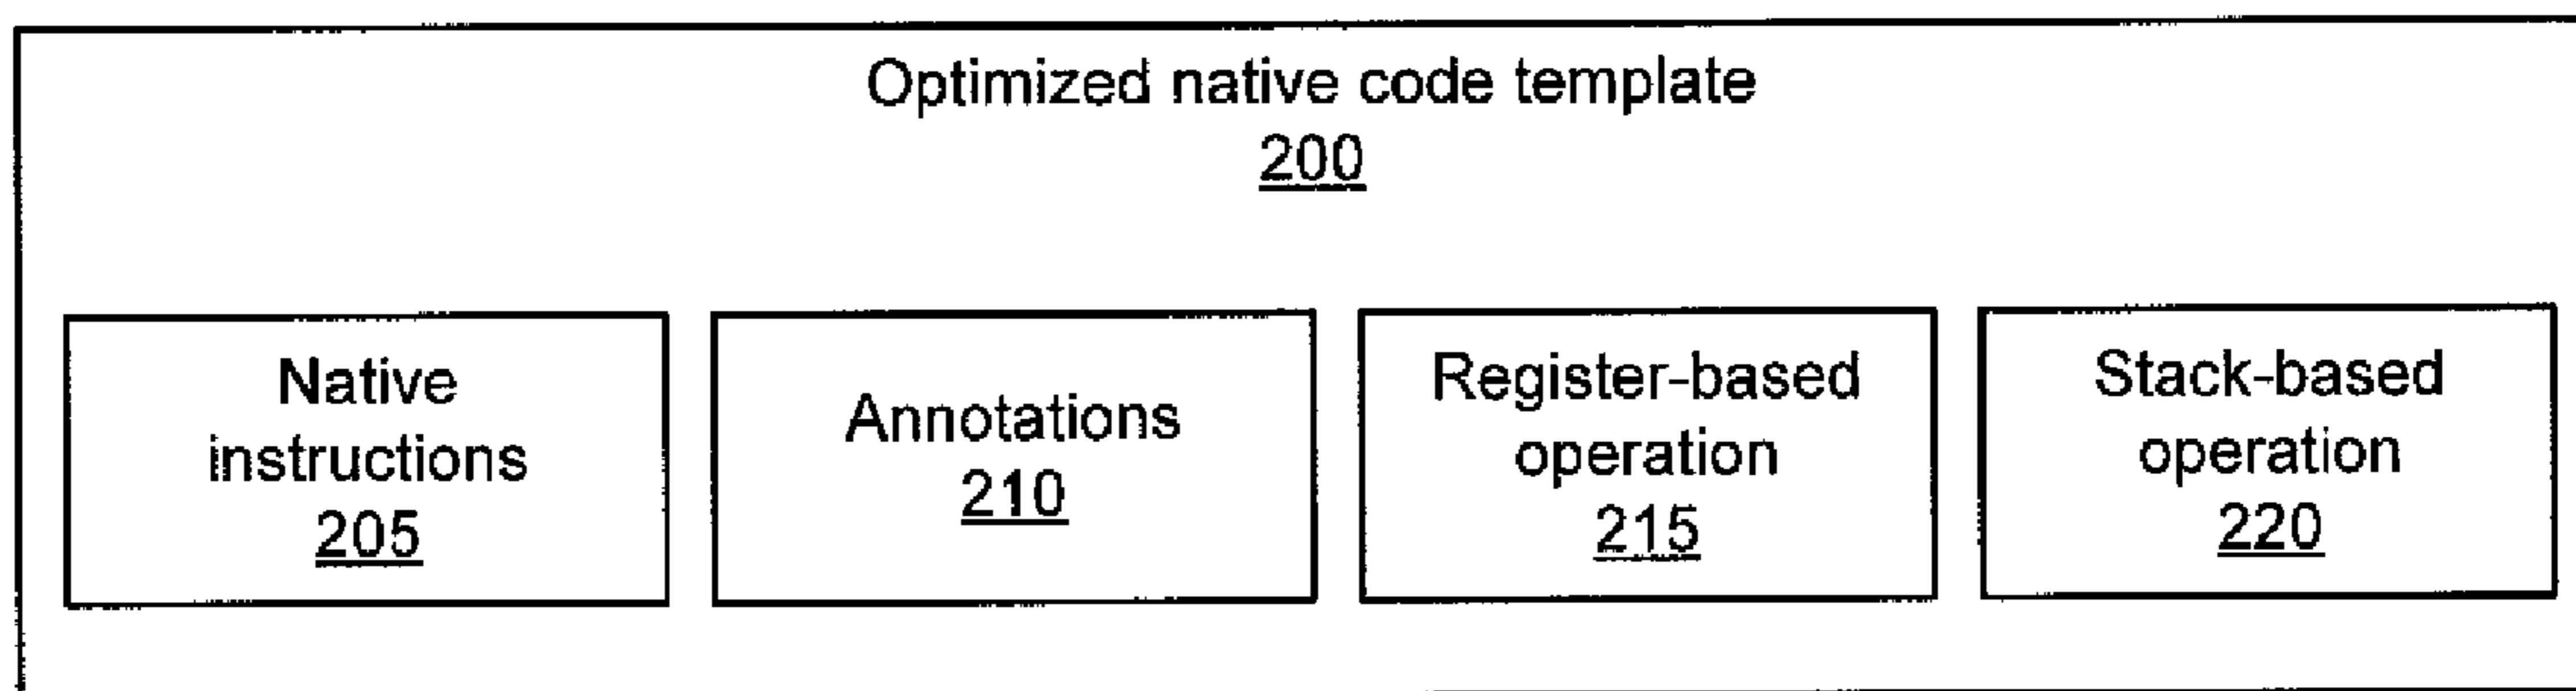 Optimized native code template
200
Native
instructions
205
Annotations
210
Register-based
operation
215
Stack-based
operation
220